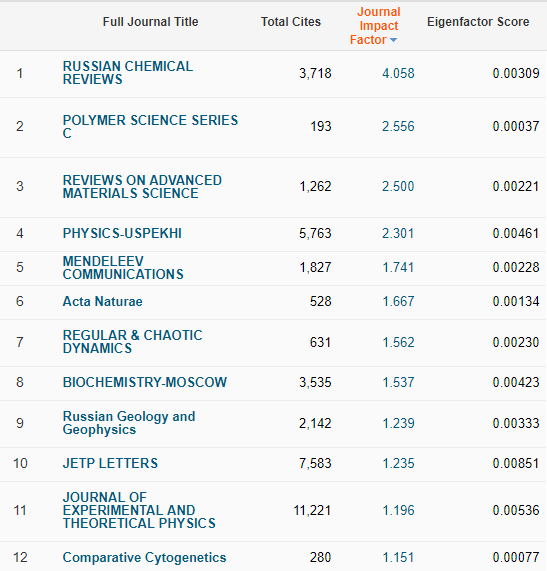 Full Journal Title Total Cites Journal Impact Factor Eigenfactor Score
1 RUSSIAN CHEMICAL REVIEWS 3,718 4.058 0.00309
2 POLYMER SCIENCE SERIES C 193 2.556 0.00037
3 REVIEWS ON ADVANCED MATERIALS SCIENCE 1,262 2.500 0.00221
4 PHYSICS-USPEKHI 5,763 2.301 0.00461
5 MENDELEEV COMMUNICATIONS 1,827 1.741 0.00228
6 Acta Naturae 528 1.667 0.00134
7 REGULAR & CHAOTIC DYNAMICS 631 1.562 0.00230
8 BIOCHEMISTRY-MOSCOW 3,535 1.537 0.00423
9 Russian Geology and Geophysics 2,142 1.239 0.00333
10 JETP LETTERS 7,583 1.235 0.00851
11 JOURNAL OF EXPERIMENTAL AND THEORETICAL PHYSICS 11,221 1.196 0.00536
12 Comparative Cytogenetics 280 1.151 0.00077